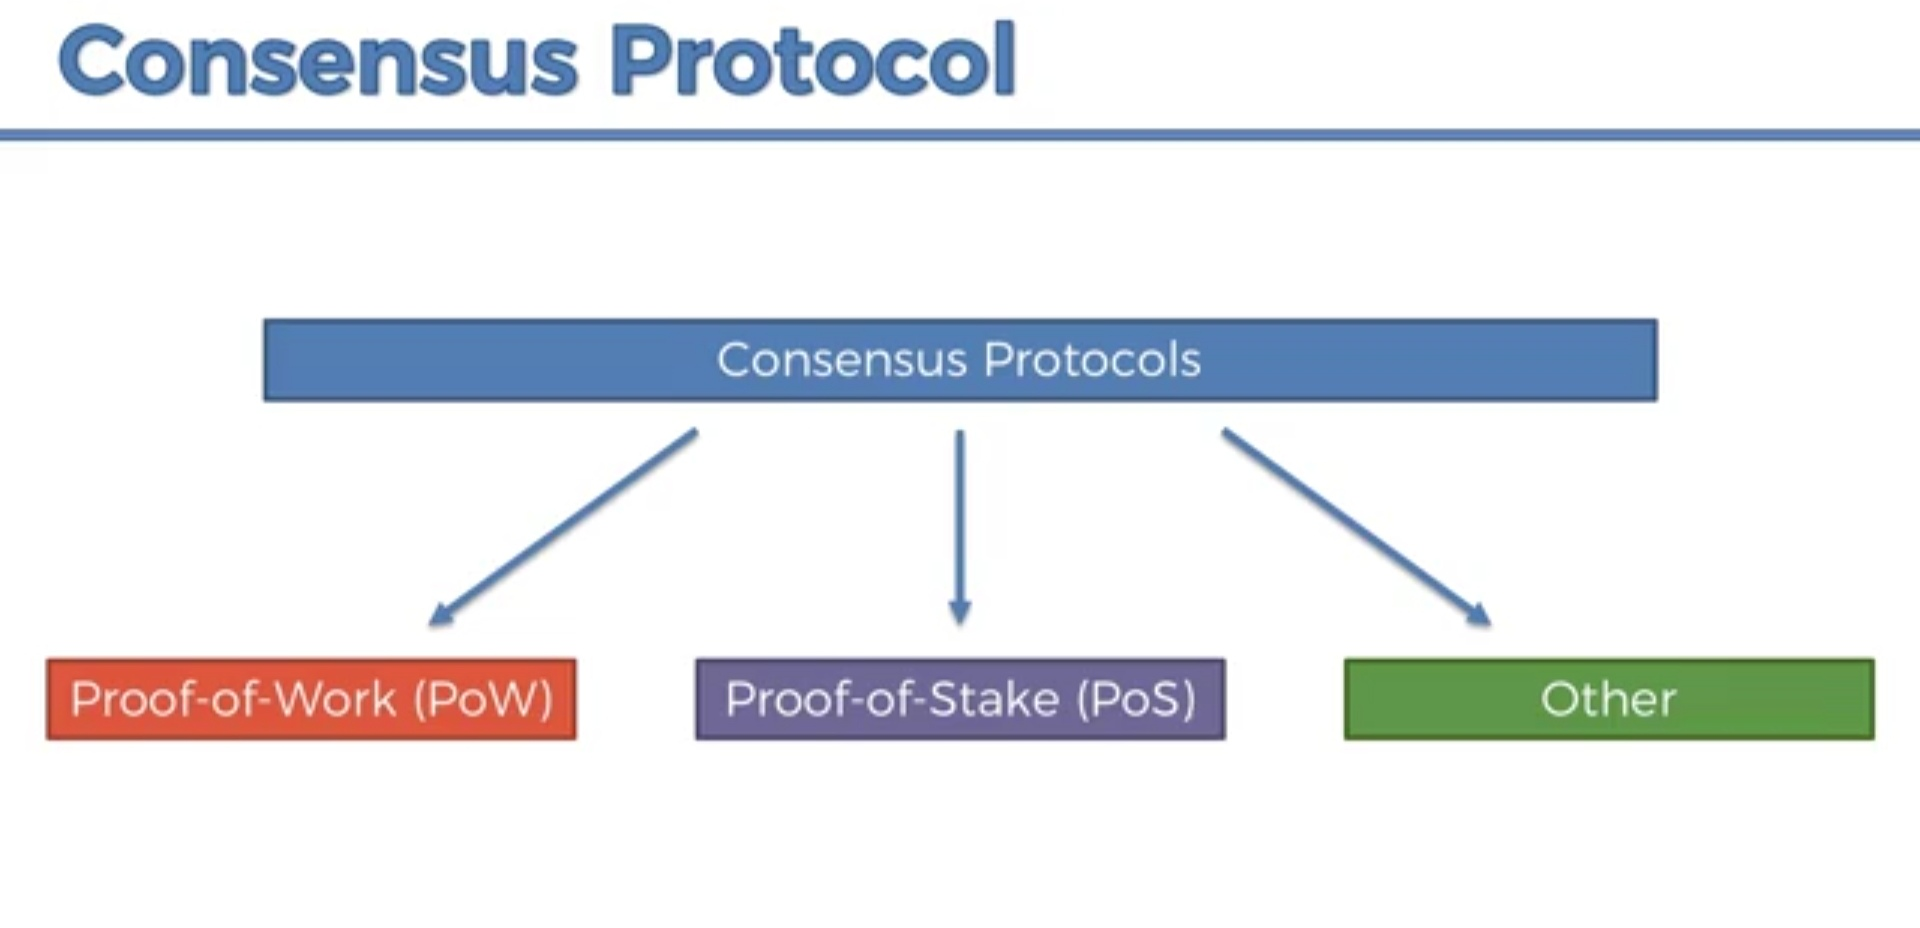 Consensus Protocol
Consensus Protocols
Proof-of-Work (PoW)
Proof-of-Stake (PoS)
Other